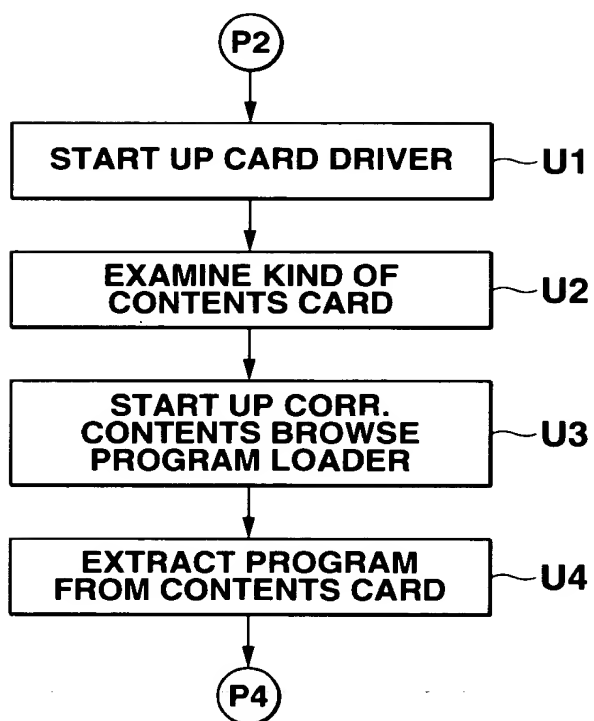 P2
START UP CARD DRIVER
U1
EXAMINE KIND OF
CONTENTS CARD
U2
START UP CORR.
CONTENTS BROWSE
PROGRAM LOADER
U3
EXTRACT PROGRAM
FROM CONTENTS CARD
U4
P4